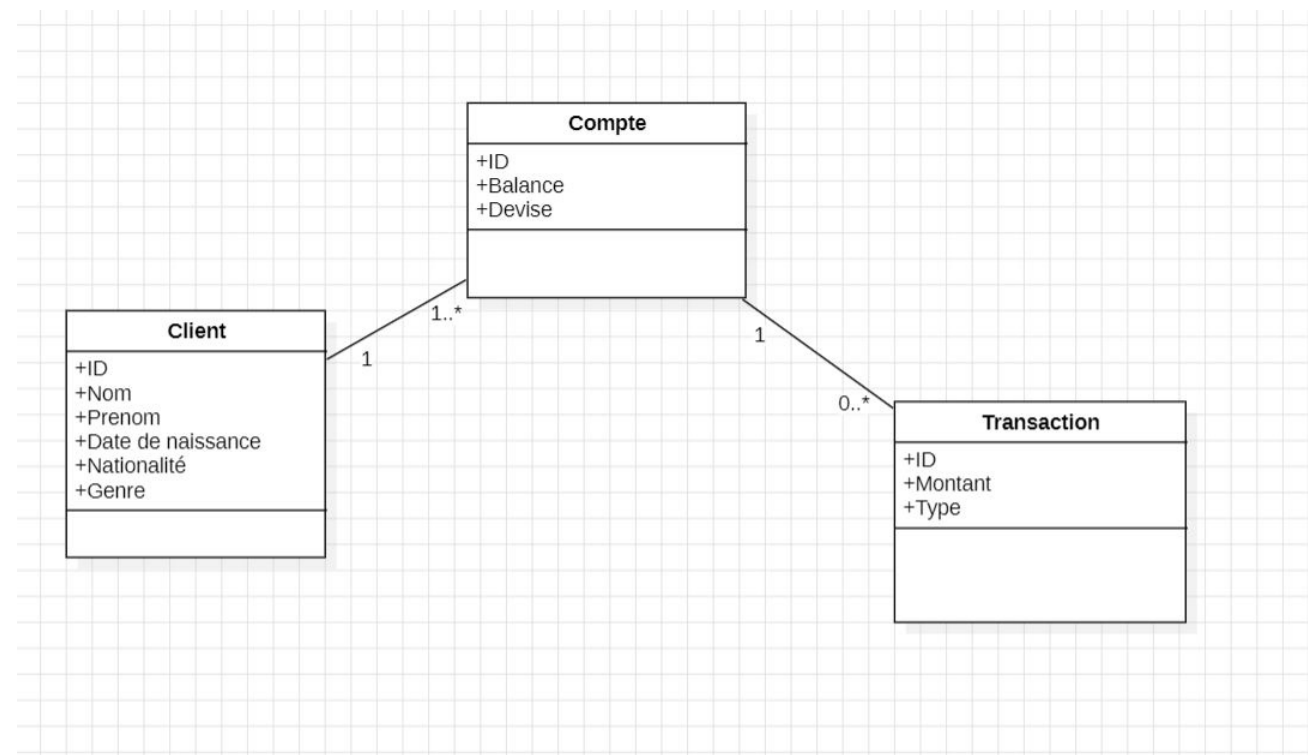 Compte
+ID
+Balance
+Devise
1..*
1
Client
+ID
+Nom
+Prenom
+Date de naissance
+Nationalité
+Genre
1
0..*
Transaction
+ID
+Montant
+Type